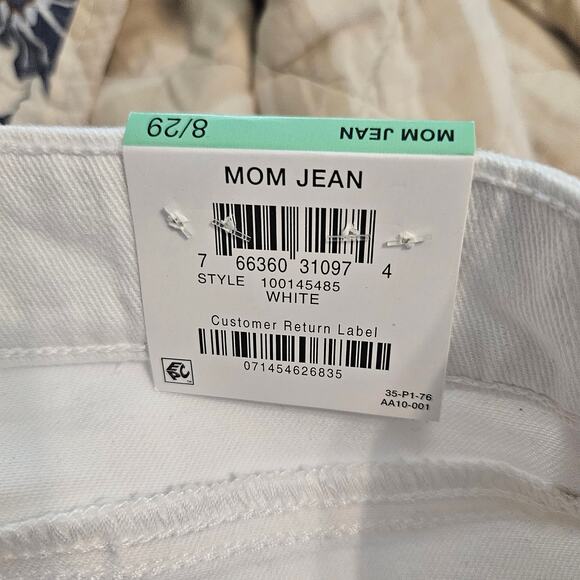 8/29 MOM JEAN
MOM JEAN
7 66360 31097 4
STYLE 100145485
WHITE
Customer Return Label
071454626835
EPC
35-P1-76
AA10-001